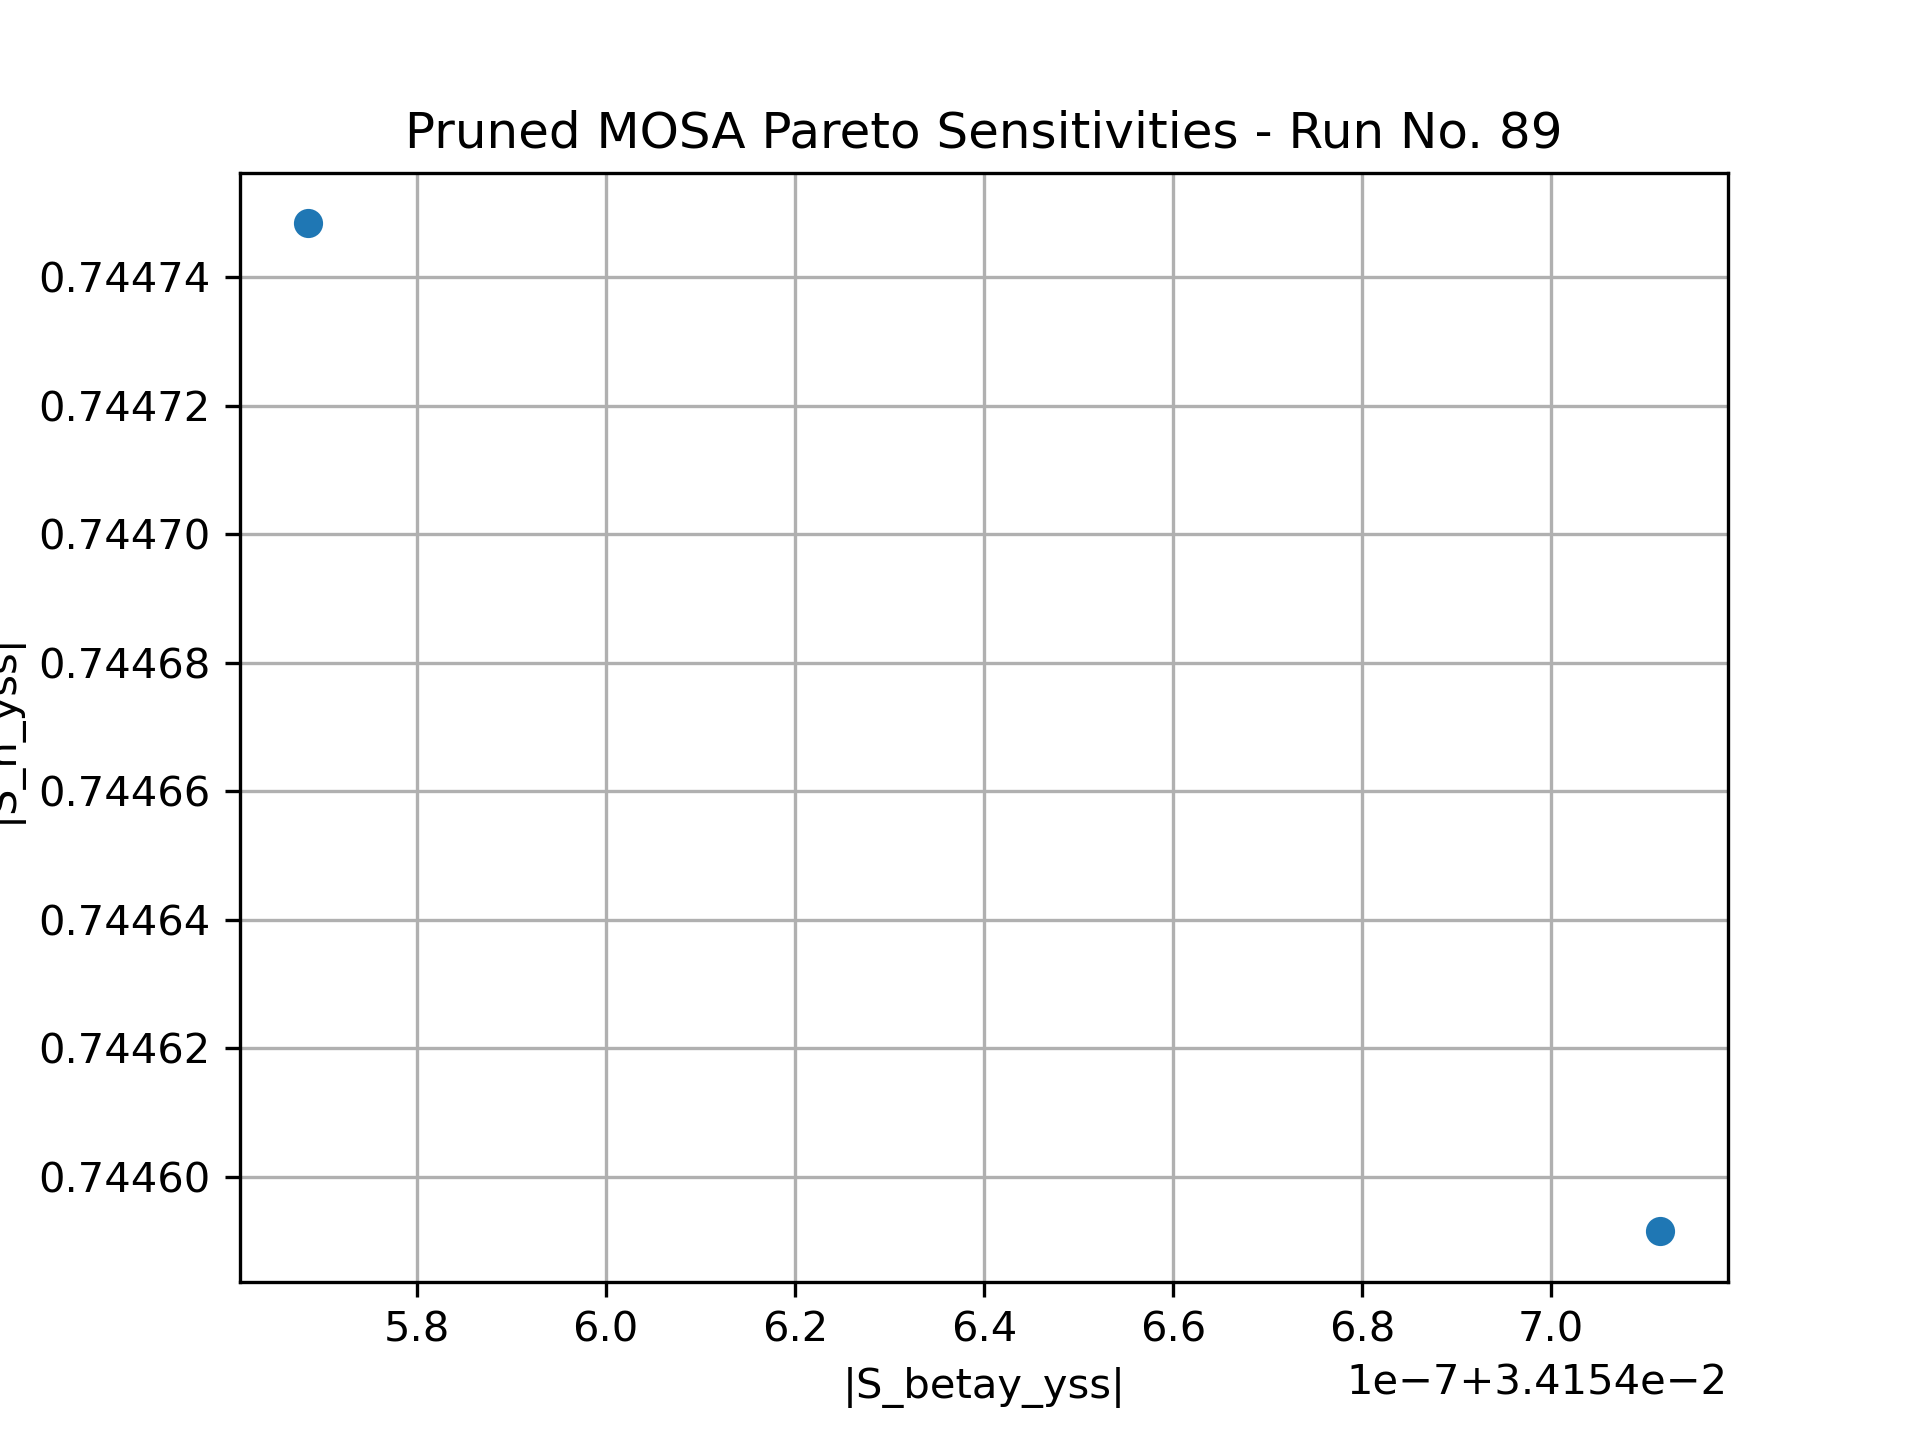 Pruned MOSA Pareto Sensitivities - Run No. 89
0.74474
0.74472
0.74470
0.74468
0.74466
0.74464
0.74462
0.74460
|S_n_yss|
5.8 6.0 6.2 6.4 6.6 6.8 7.0
1e−7+3.4154e−2
|S_betay_yss|